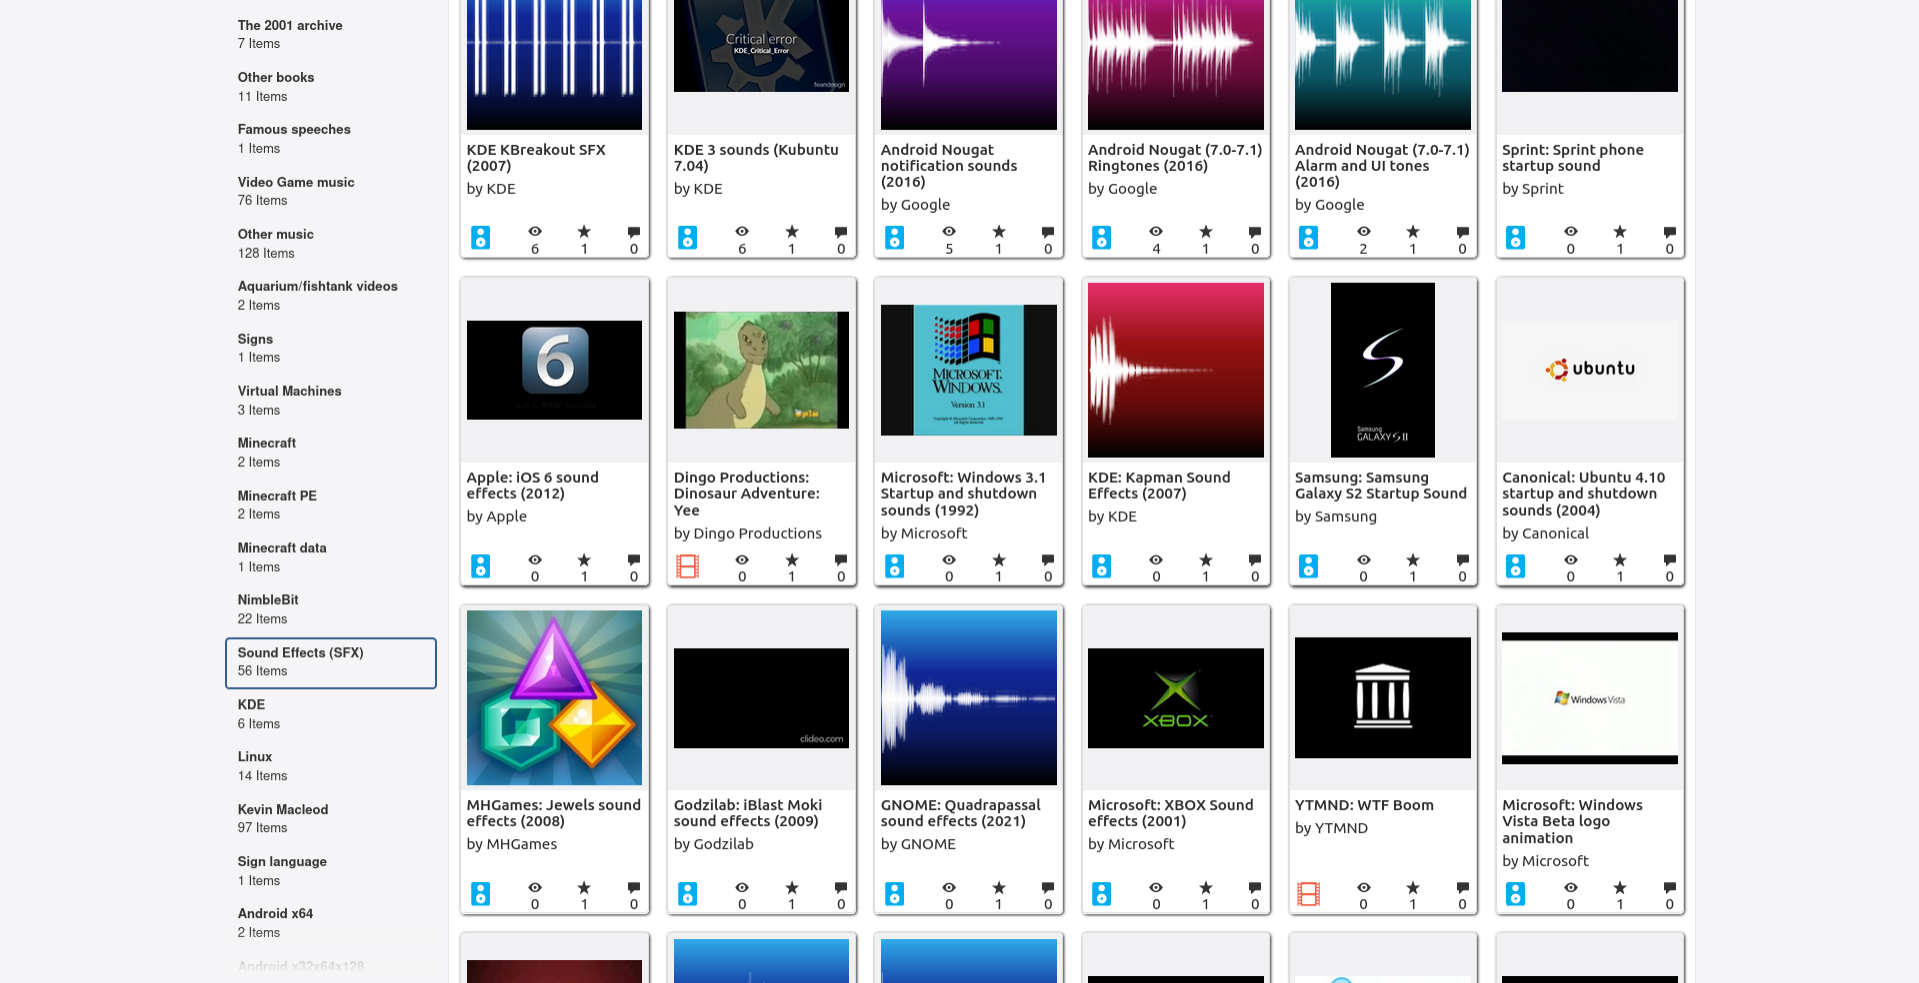 The 2001 archive
7 Items
Other books
11 Items
Famous speeches
1 Items
Video Game music
76 Items
Other music
128 Items
Aquarium/fishtank videos
2 Items
Signs
1 Items
Virtual Machines
3 Items
Minecraft
2 Items
Minecraft PE
2 Items
Minecraft data
1 Items
NimbleBit
22 Items
Sound Effects (SFX)
56 Items
KDE
6 Items
Linux
14 Items
Kevin Macleod
97 Items
Sign language
1 Items
Android x64
2 Items
Android x32x64x128
KDE KBreakout SFX
(2007)
by KDE
6 1 0
Critical error
KDE_Critical_Error
feandesign
KDE 3 sounds (Kubuntu
7.04)
by KDE
6 1 0
Android Nougat
notification sounds
(2016)
by Google
5 1 0
Android Nougat (7.0-7.1)
Ringtones (2016)
by Google
4 1 0
Android Nougat (7.0-7.1)
Alarm and UI tones
(2016)
by Google
2 1 0
Sprint: Sprint phone
startup sound
by Sprint
0 1 0
6
iOS 6 RAW Sounds
Apple: iOS 6 sound
effects (2012)
by Apple
0 1 0
Dingo Productions:
Dinosaur Adventure:
Yee
by Dingo Productions
0 1 0
MICROSOFT.
WINDOWS.
Version 3.1
Microsoft: Windows 3.1
Startup and shutdown
sounds (1992)
by Microsoft
0 1 0
KDE: Kapman Sound
Effects (2007)
by KDE
0 1 0
S
Samsung
GALAXY S II
Samsung: Samsung
Galaxy S2 Startup Sound
by Samsung
0 1 0
ubuntu
Canonical: Ubuntu 4.10
startup and shutdown
sounds (2004)
by Canonical
0 1 0
MHGames: Jewels sound
effects (2008)
by MHGames
0 1 0
clideo.com
Godzilab: iBlast Moki
sound effects (2009)
by Godzilab
0 1 0
GNOME: Quadrapassal
sound effects (2021)
by GNOME
0 1 0
XBOX
Microsoft: XBOX Sound
effects (2001)
by Microsoft
0 1 0
YTMND: WTF Boom
by YTMND
0 1 0
Windows Vista
Microsoft: Windows
Vista Beta logo
animation
by Microsoft
0 1 0